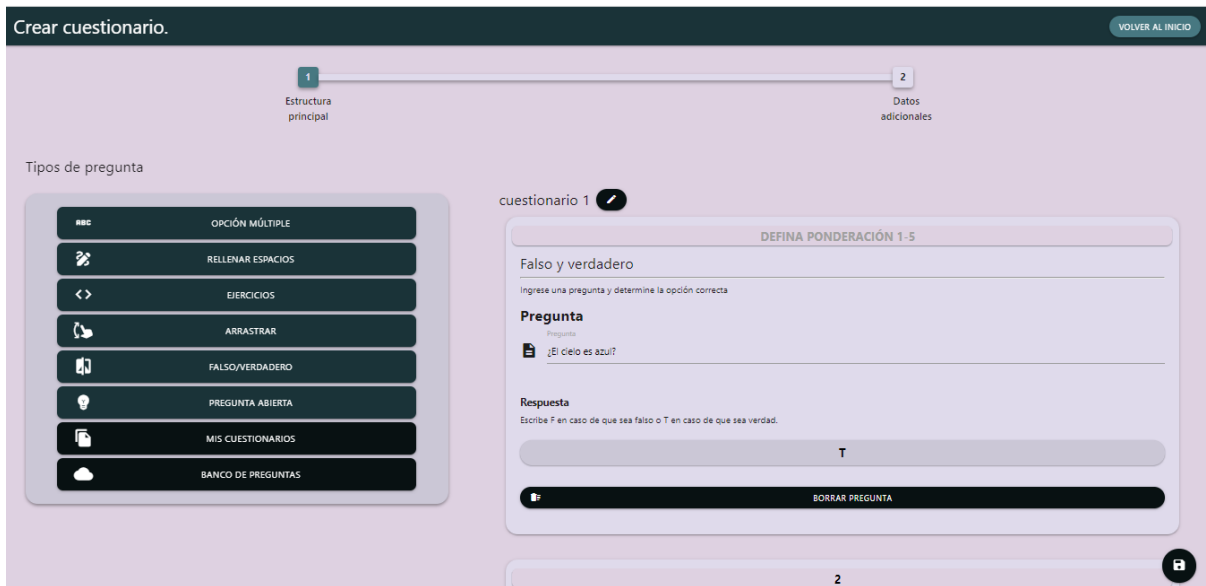 Crear cuestionario.
VOLVER AL INICIO
1
Estructura
principal
2
Datos
adicionales
Tipos de pregunta
ABC OPCIÓN MÚLTIPLE
RELLENAR ESPACIOS
EJERCICIOS
ARRASTRAR
FALSO/VERDADERO
PREGUNTA ABIERTA
MIS CUESTIONARIOS
BANCO DE PREGUNTAS
cuestionario 1
DEFINA PONDERACIÓN 1-5
Falso y verdadero
Ingrese una pregunta y determine la opción correcta
Pregunta
Pregunta
¿El cielo es azul?
Respuesta
Escribe F en caso de que sea falso o T en caso de que sea verdad.
T
BORRAR PREGUNTA
2